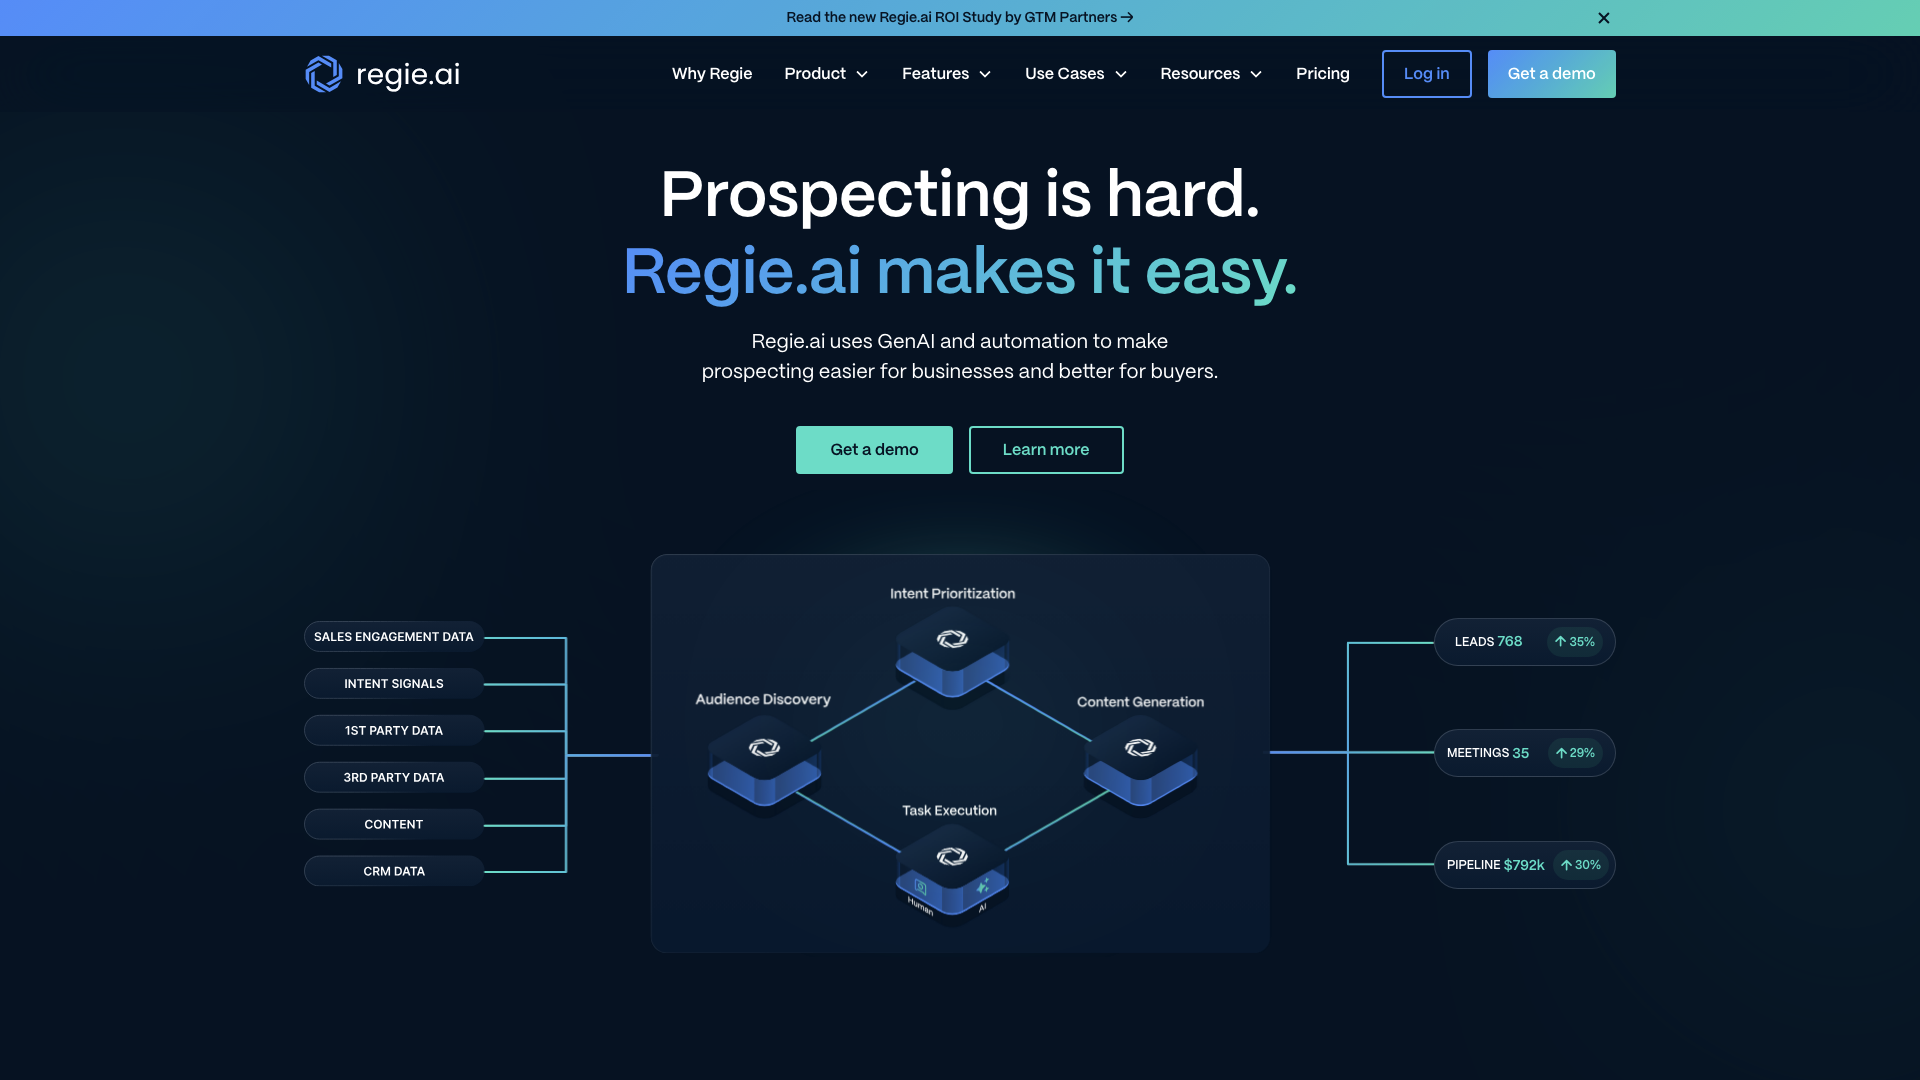 Read the new Regie.ai ROI Study by GTM Partners →
regie.ai
Why Regie
Product
Features
Use Cases
Resources
Pricing
Log in
Get a demo
Prospecting is hard.
Regie.ai makes it easy.
Regie.ai uses GenAI and automation to make
prospecting easier for businesses and better for buyers.
Get a demo
Learn more
SALES ENGAGEMENT DATA
INTENT SIGNALS
1ST PARTY DATA
3RD PARTY DATA
CONTENT
CRM DATA
Intent Prioritization
Audience Discovery
Content Generation
Task Execution
Human
AI
LEADS 768 ↑ 35%
MEETINGS 35 ↑ 29%
PIPELINE $792k ↑ 30%